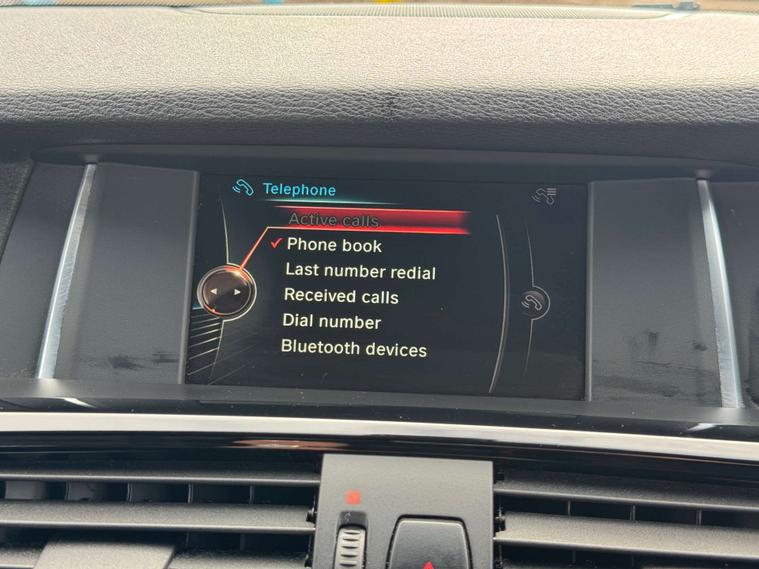 Telephone
Active calls
Phone book
Last number redial
Received calls
Dial number
Bluetooth devices